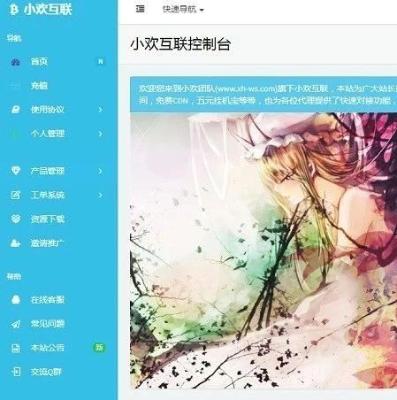 小欢互联
快速导航
导航
小欢互联控制台
首页 N
充值
使用协议
个人管理
欢迎您来到小欢团队(www.xh-ws.com)旗下小欢互联，本站为广大站长
间，免费CDN，五元挂机宝等等，也为各位代理提供了快速对接功能，
产品管理
工单系统
资源下载
邀请推广
帮助
在线客服
常见问题
本站公告 新
交流Q群